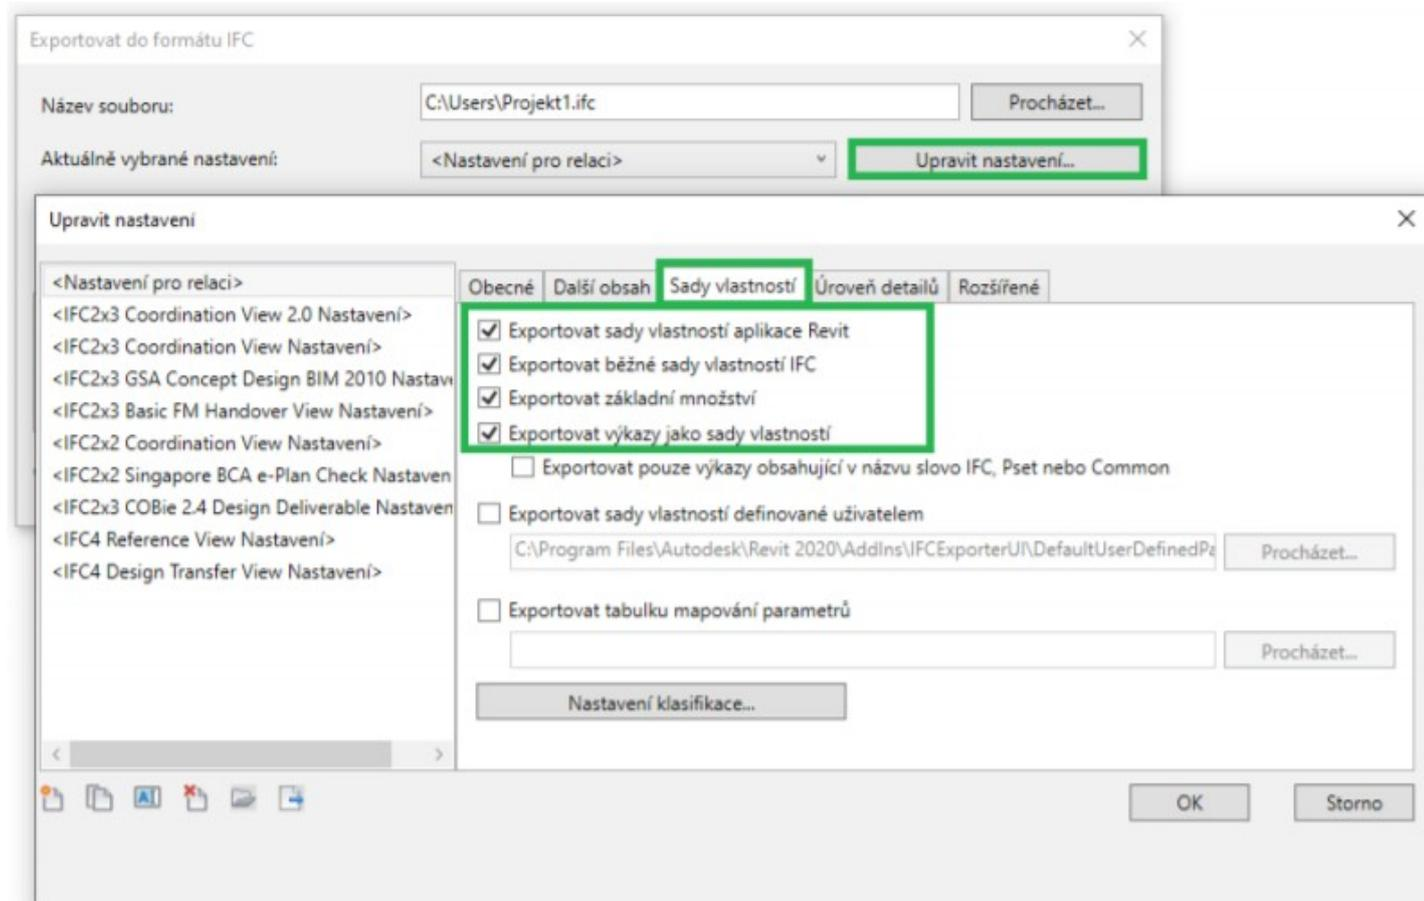 Exportovat do formátu IFC
Název souboru:
C:\Users\Projekt1.ifc
Procházet...
Aktuálně vybrané nastavení:
<Nastavení pro relaci>
Upravit nastavení...
Upravit nastavení
<Nastavení pro relaci>
<IFC2x3 Coordination View 2.0 Nastavení>
<IFC2x3 Coordination View Nastavení>
<IFC2x3 GSA Concept Design BIM 2010 Nastave
<IFC2x3 Basic FM Handover View Nastavení>
<IFC2x2 Coordination View Nastavení>
<IFC2x2 Singapore BCA e-Plan Check Nastaven
<IFC2x3 COBie 2.4 Design Deliverable Nastaven
<IFC4 Reference View Nastavení>
<IFC4 Design Transfer View Nastavení>
Obecné
Další obsah
Sady vlastností
Úroveň detailů
Rozšířené
Exportovat sady vlastností aplikace Revit
Exportovat běžné sady vlastností IFC
Exportovat základní množství
Exportovat výkazy jako sady vlastností
Exportovat pouze výkazy obsahující v názvu slovo IFC, Pset nebo Common
Exportovat sady vlastností definované uživatelem
C:\Program Files\Autodesk\Revit 2020\AddIns\IFCExporterUI\DefaultUserDefinedPa
Procházet...
Exportovat tabulku mapování parametrů
Procházet...
Nastavení klasifikace...
OK
Storno